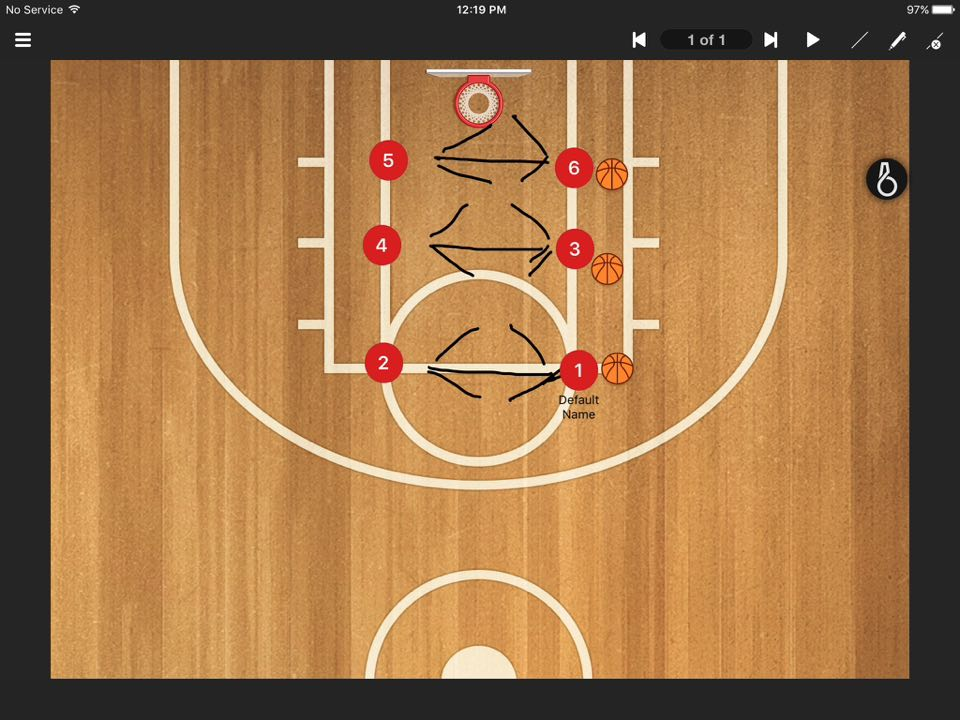 No Service
12:19 PM
97%
1 of 1
5
6
4
3
2
1
Default
Name